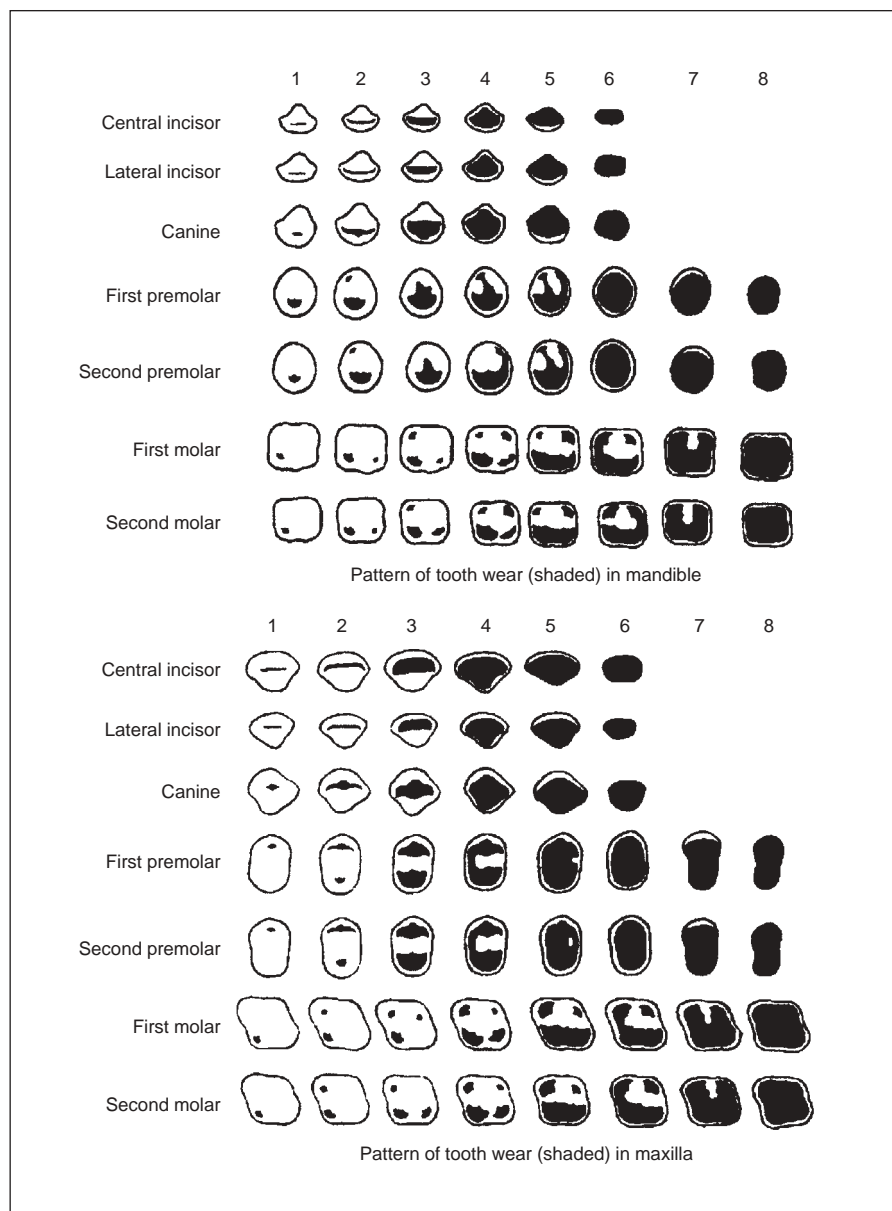 1 2 3 4 5 6 7 8
Central incisor
Lateral incisor
Canine
First premolar
Second premolar
First molar
Second molar
Pattern of tooth wear (shaded) in mandible
1 2 3 4 5 6 7 8
Central incisor
Lateral incisor
Canine
First premolar
Second premolar
First molar
Second molar
Pattern of tooth wear (shaded) in maxilla